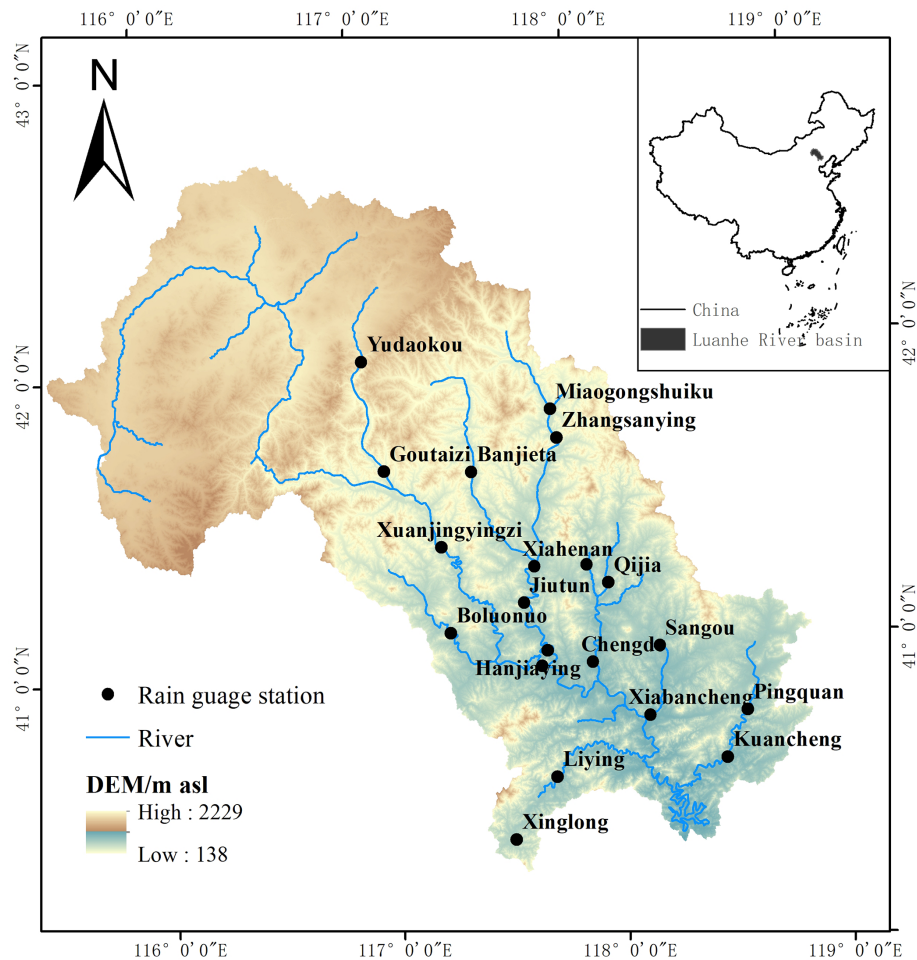 116° 0'0"E
117° 0'0"E
118° 0'0"E
119° 0'0"E
43° 0'0"N
42° 0'0"N
41° 0'0"N
N
China
Luanhe River basin
42° 0'0"N
41° 0'0"N
Yudaokou
Miaogongshuiku
Zhangsanying
Goutaizi
Banjieta
Xuanjingyingzi
Xiahenan
Qijia
Jiutun
Boluonuo
Sangou
Chengd
Hanjiaying
Xiabancheng
Pingquan
Kuancheng
Liying
Xinglong
Rain guage station
River
DEM/m asl
High : 2229
Low : 138
116° 0'0"E
117° 0'0"E
118° 0'0"E
119° 0'0"E